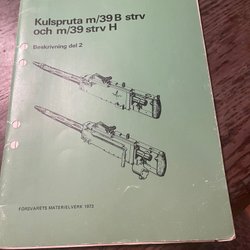 Kulspruta m/39 B strv
och m/39 strv H
Beskrivning del 2
FÖRSVARETS MATERIELVERK 1973